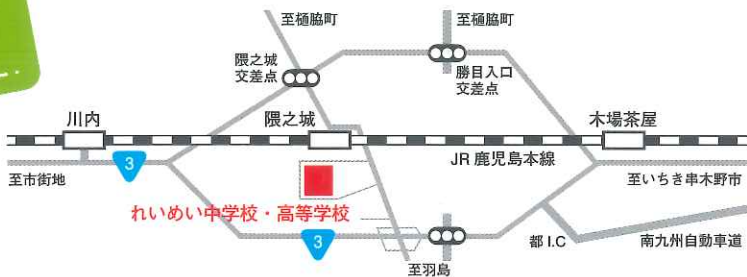 至樋脇町
至樋脇町
隈之城
交差点
勝目入口
交差点
川内
隈之城
木場茶屋
3
JR 鹿児島本線
至市街地
至いちき串木野市
れいめい中学校・高等学校
3
都 I.C
南九州自動車道
至羽島